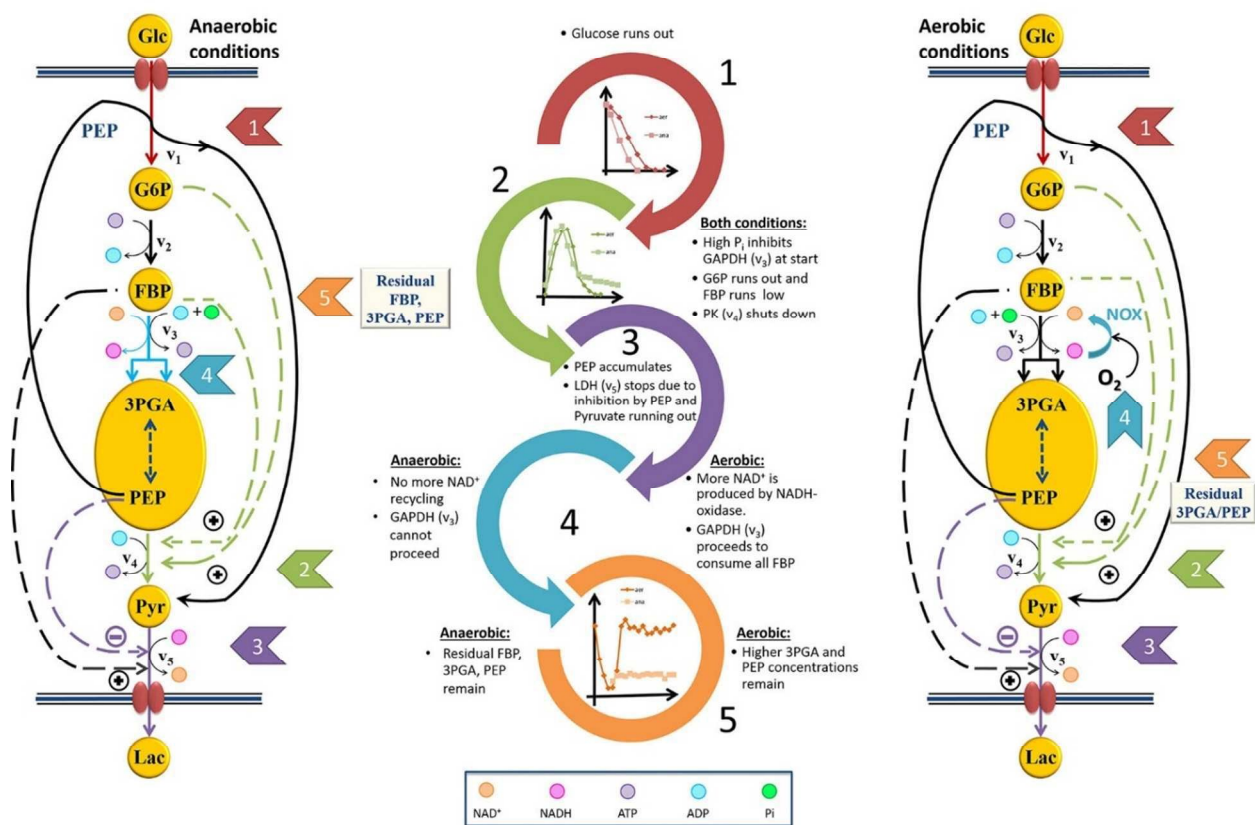 Glc
Anaerobic
conditions
PEP
1
v1
G6P
v2
FBP
5
Residual
FBP,
3PGA, PEP
+
v3
4
3PGA
PEP
+
v4
2
+
Pyr
−
3
v5
+
Lac
• Glucose runs out
1
aer
ana
2
aer
ana
Both conditions:
• High Pi inhibits
GAPDH (v3) at start
• G6P runs out and
FBP runs low
• PK (v4) shuts down
3
• PEP accumulates
• LDH (v5) stops due to
inhibition by PEP and
Pyruvate running out
Anaerobic:
• No more NAD+
recycling
• GAPDH (v3)
cannot
proceed
4
Aerobic:
• More NAD+ is
produced by NADH-
oxidase.
• GAPDH (v3)
proceeds to
consume all FBP
aer
ana
Anaerobic:
• Residual FBP,
3PGA, PEP
remain
Aerobic:
• Higher 3PGA and
PEP concentrations
remain
5
NAD+
NADH
ATP
ADP
Pi
Aerobic
conditions
Glc
PEP
1
v1
G6P
v2
FBP
+
NOX
v3
O2
4
3PGA
PEP
5
Residual
3PGA/PEP
+
v4
2
+
Pyr
−
3
v5
+
Lac